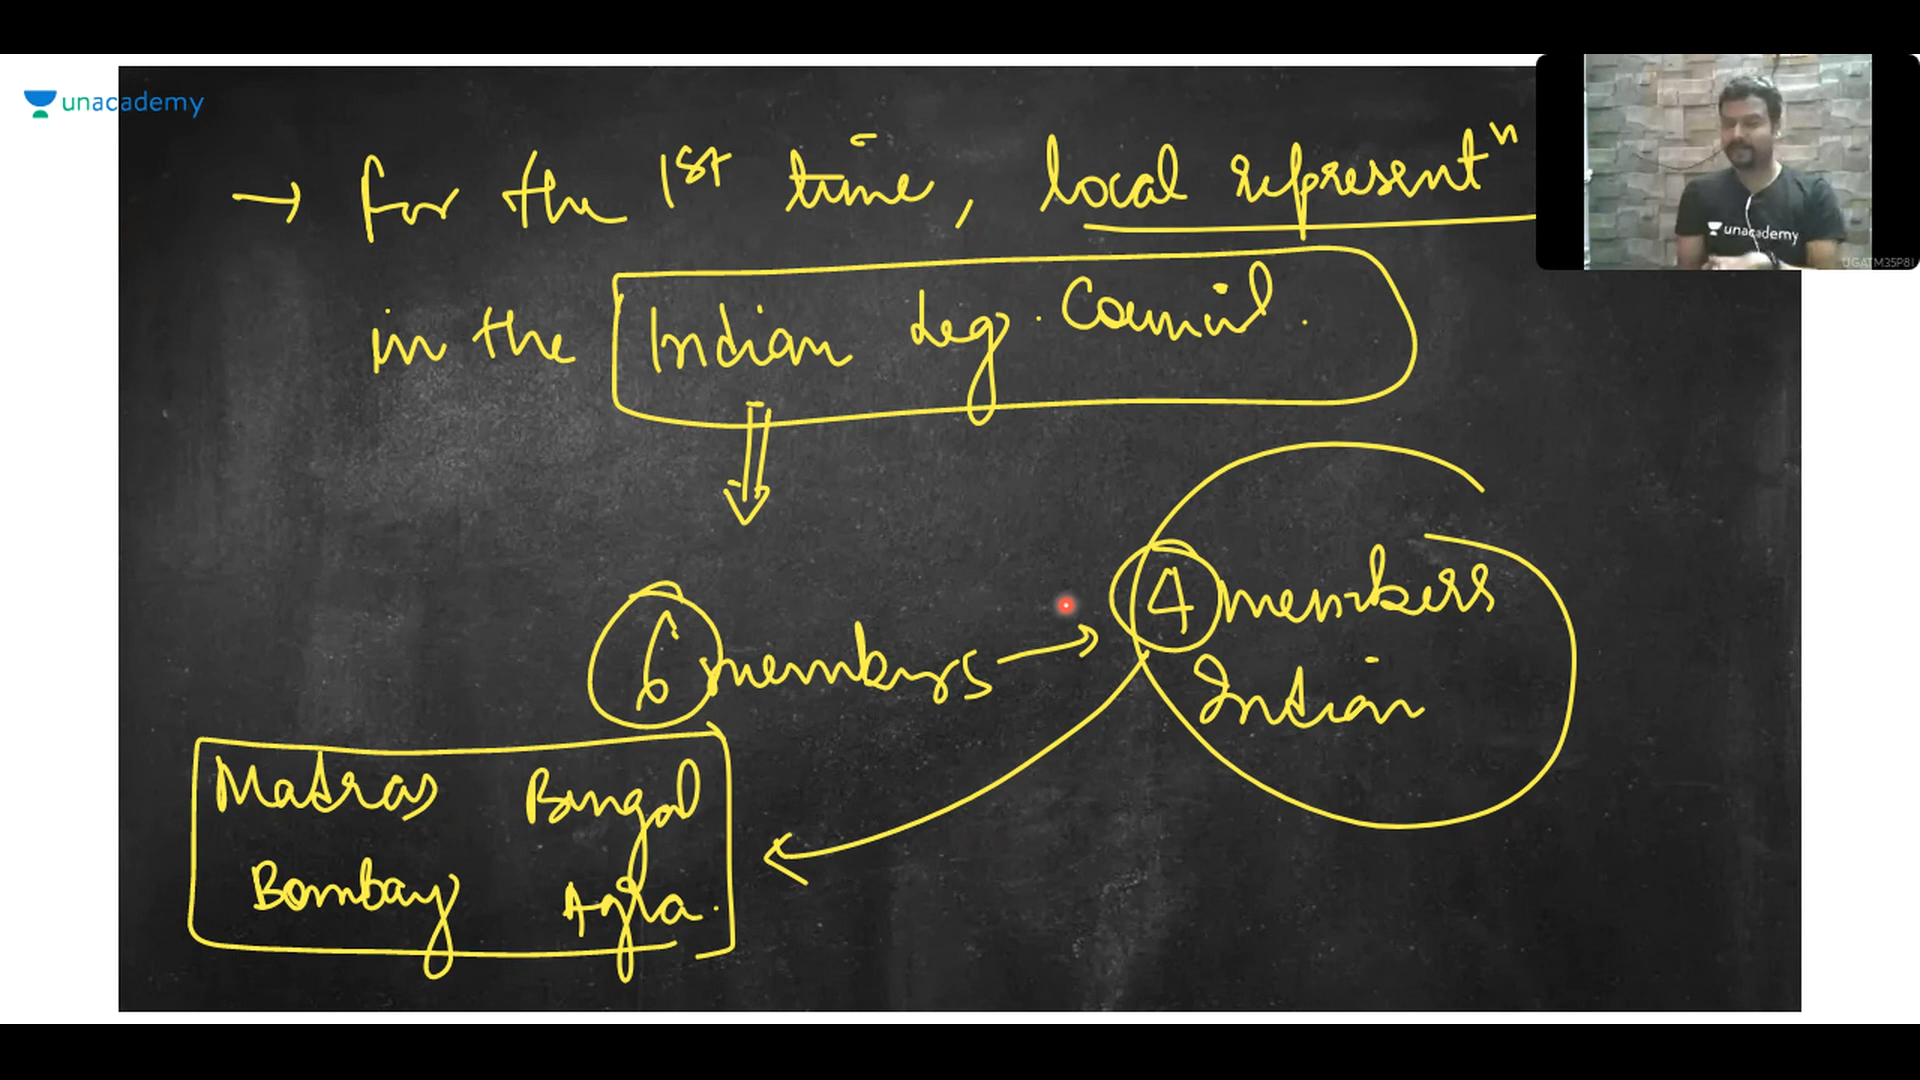 unacademy
→ for the 1st time, local representⁿ
in the Indian Leg. Council.
6 members → 4 members
Indian
Madras Bengal
Bombay Agra.
unacademy
UGATM35P8I